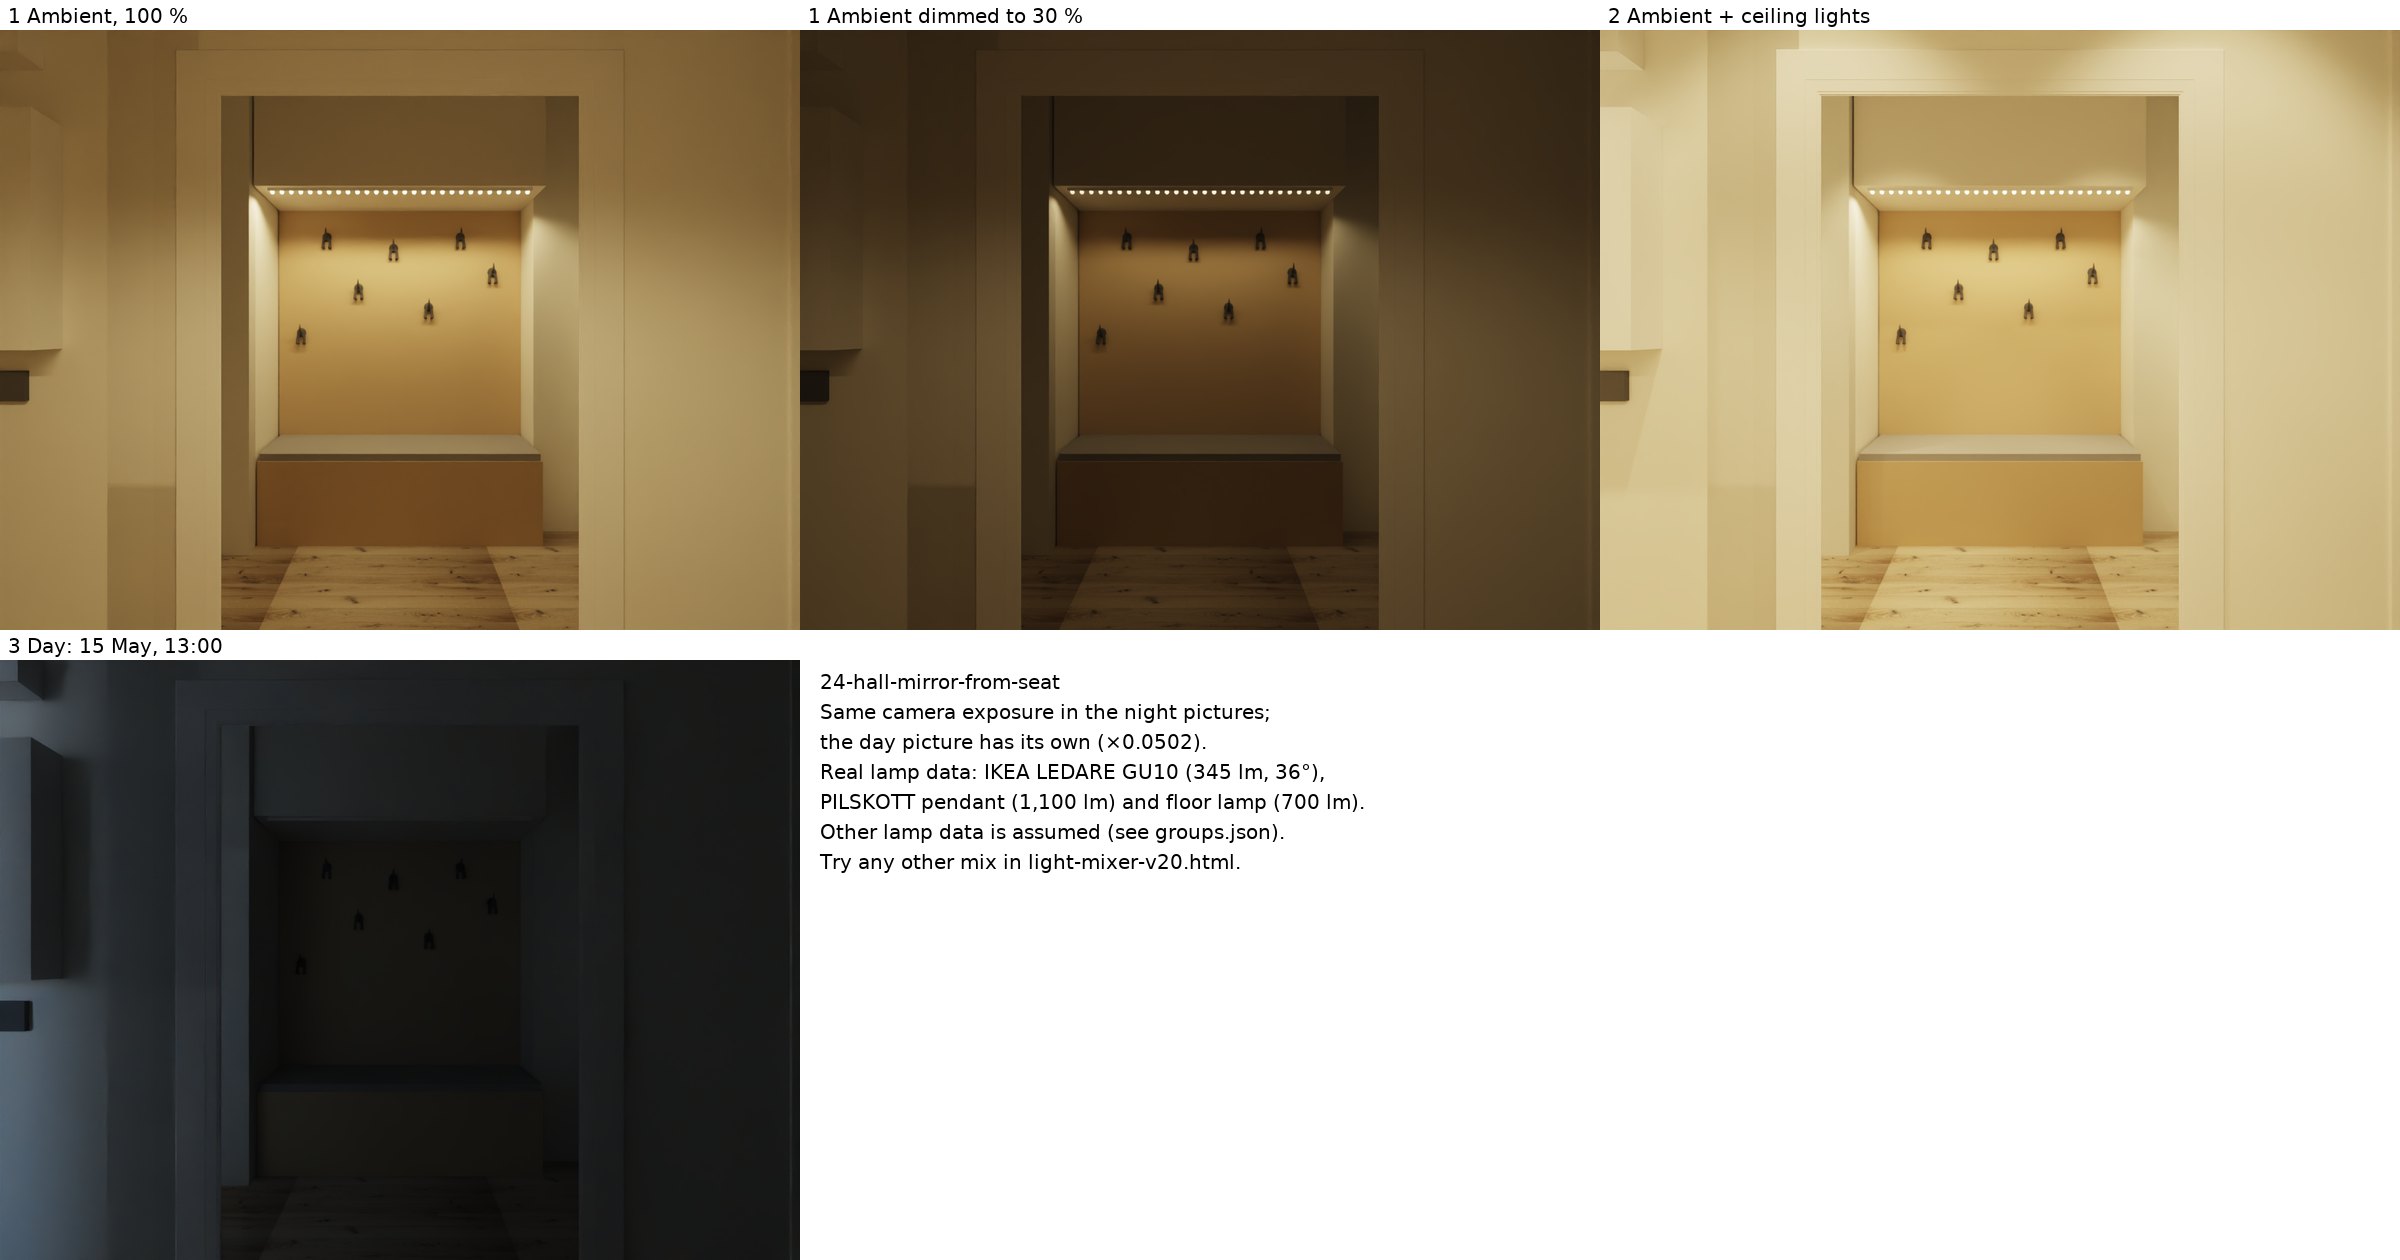 1 Ambient, 100 %
1 Ambient dimmed to 30 %
2 Ambient + ceiling lights
3 Day: 15 May, 13:00
24-hall-mirror-from-seat
Same camera exposure in the night pictures;
the day picture has its own (×0.0502).
Real lamp data: IKEA LEDARE GU10 (345 lm, 36°),
PILSKOTT pendant (1,100 lm) and floor lamp (700 lm).
Other lamp data is assumed (see groups.json).
Try any other mix in light-mixer-v20.html.